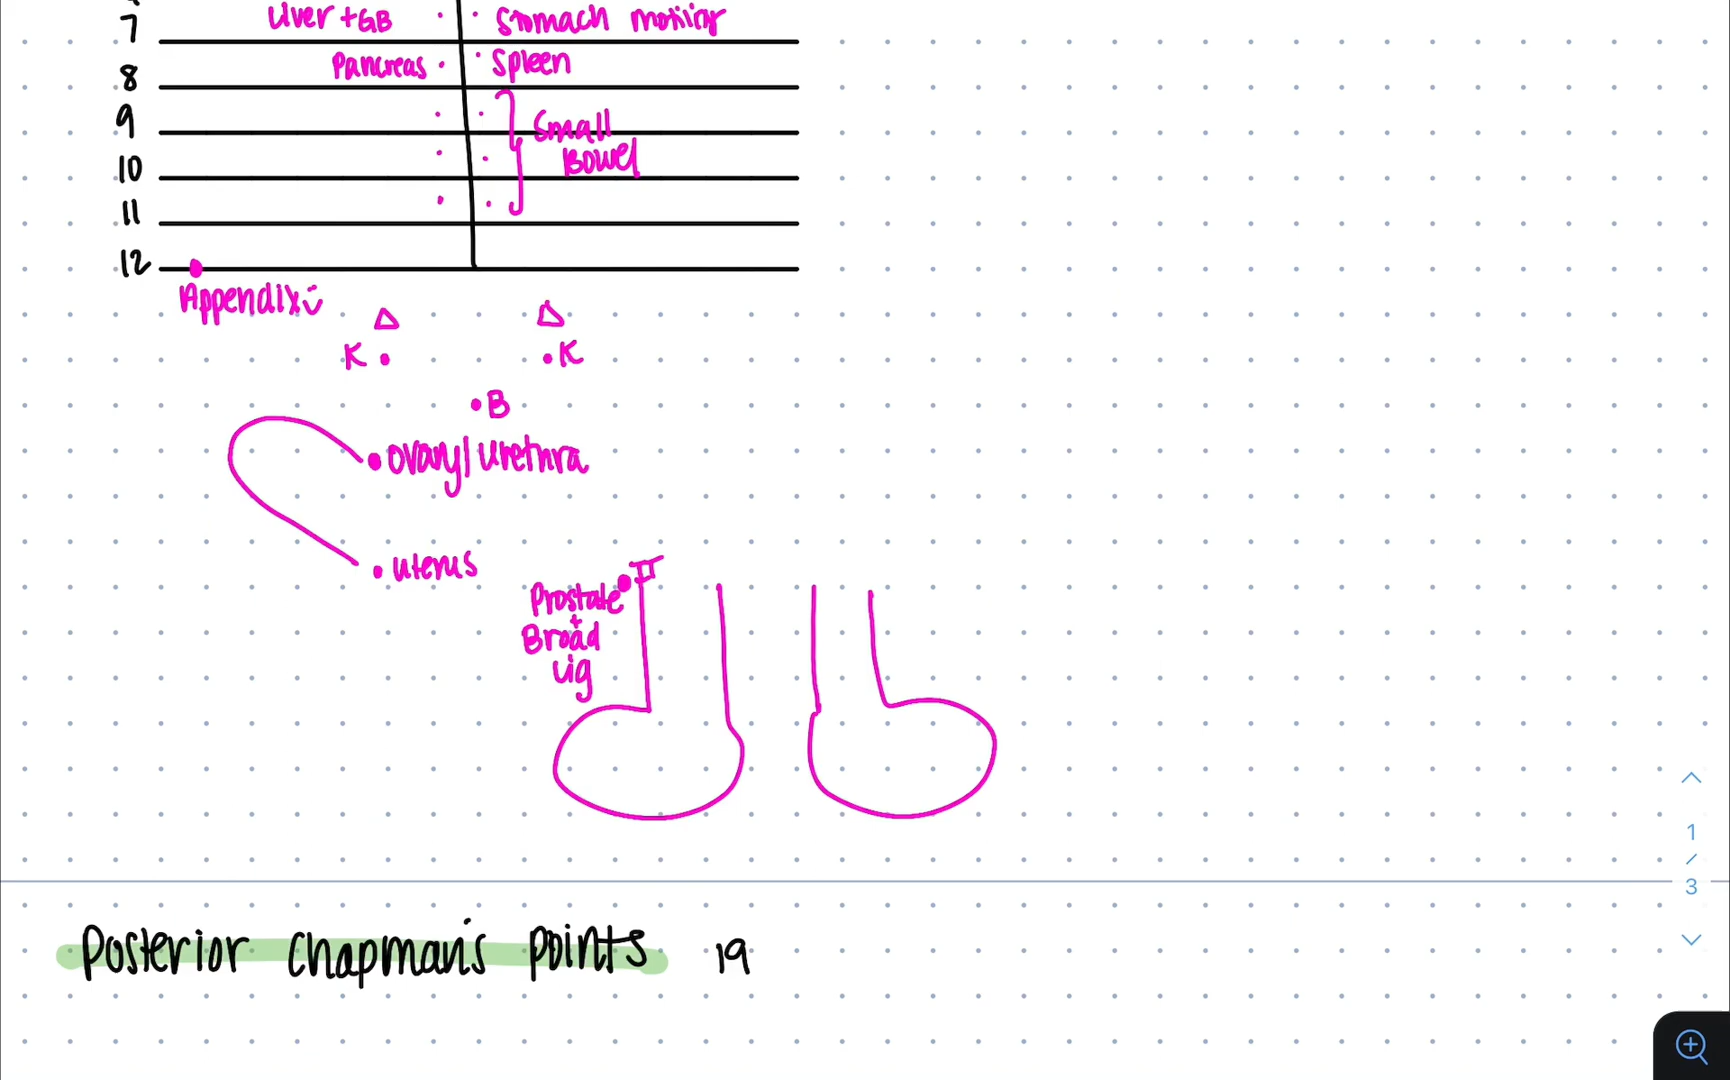 7 Liver + GB Stomach motility
8 Pancreas Spleen
9 Small
10 Bowel
11
12
Appendix
Δ Δ
K K
B
Ovary/Urethra
Uterus
Prostate
+
Broad
Lig
Posterior Chapman's points 19
1
/
3